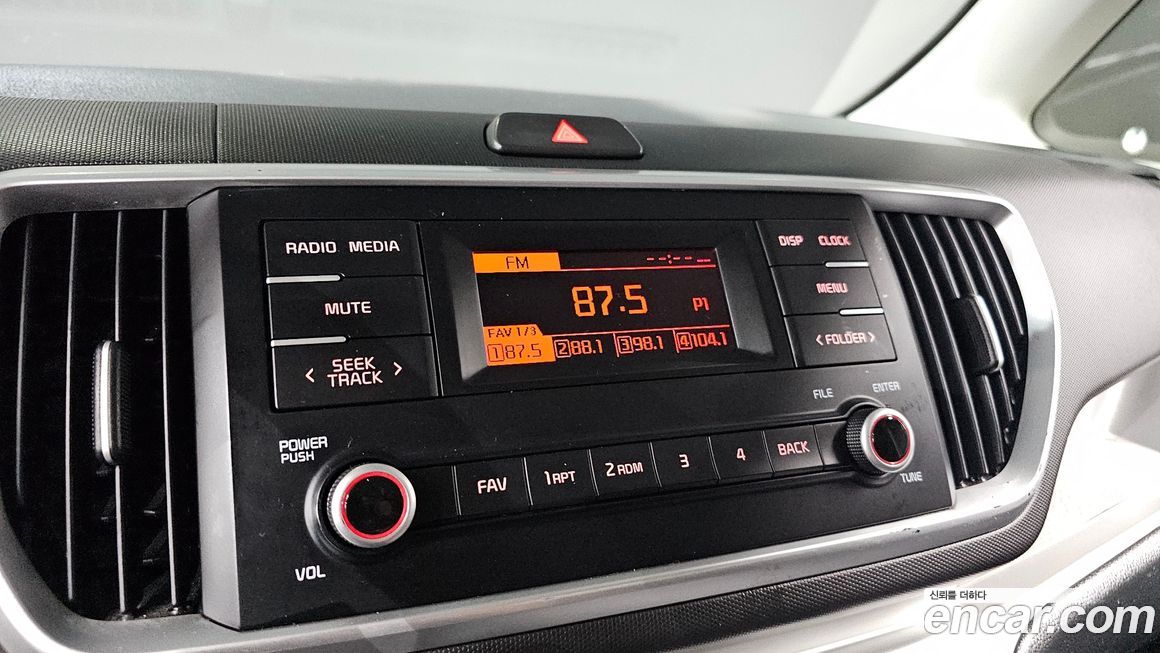 RADIO MEDIA
MUTE
< SEEK TRACK >
FM --:--
87.5 P1
FAV 1/3
1 87.5 2 88.1 3 98.1 4 104.1
DISP CLOCK
MENU
< FOLDER >
FILE ENTER
TUNE
POWER
PUSH
VOL
FAV 1 RPT 2 RDM 3 4 BACK
신뢰를 더하다
encar.com